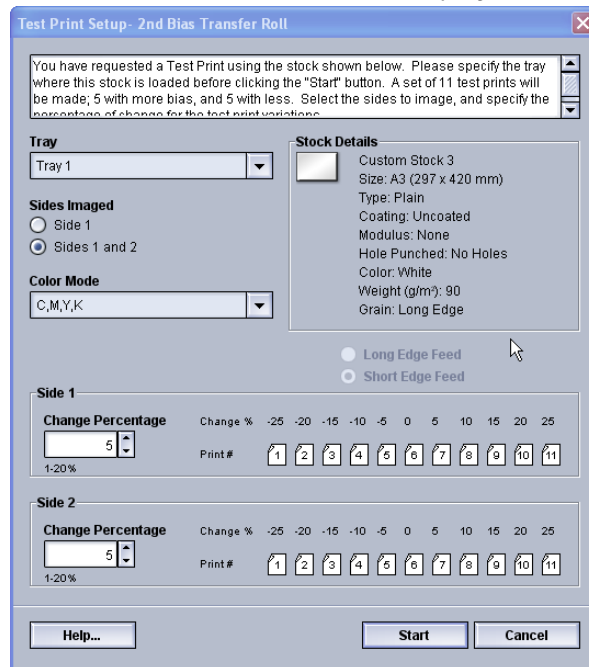 Test Print Setup- 2nd Bias Transfer Roll
You have requested a Test Print using the stock shown below. Please specify the tray
where this stock is loaded before clicking the "Start" button. A set of 11 test prints will
be made; 5 with more bias, and 5 with less. Select the sides to image, and specify the
percentage of change for the test print variations
Tray
Tray 1
Sides Imaged
Side 1
Sides 1 and 2
Color Mode
C,M,Y,K
Stock Details
Custom Stock 3
Size: A3 (297 x 420 mm)
Type: Plain
Coating: Uncoated
Modulus: None
Hole Punched: No Holes
Color: White
Weight (g/m²): 90
Grain: Long Edge
Long Edge Feed
Short Edge Feed
Side 1
Change Percentage
5
1-20%
Change % -25 -20 -15 -10 -5 0 5 10 15 20 25
Print # 1 2 3 4 5 6 7 8 9 10 11
Side 2
Change Percentage
5
1-20%
Change % -25 -20 -15 -10 -5 0 5 10 15 20 25
Print # 1 2 3 4 5 6 7 8 9 10 11
Help...
Start
Cancel